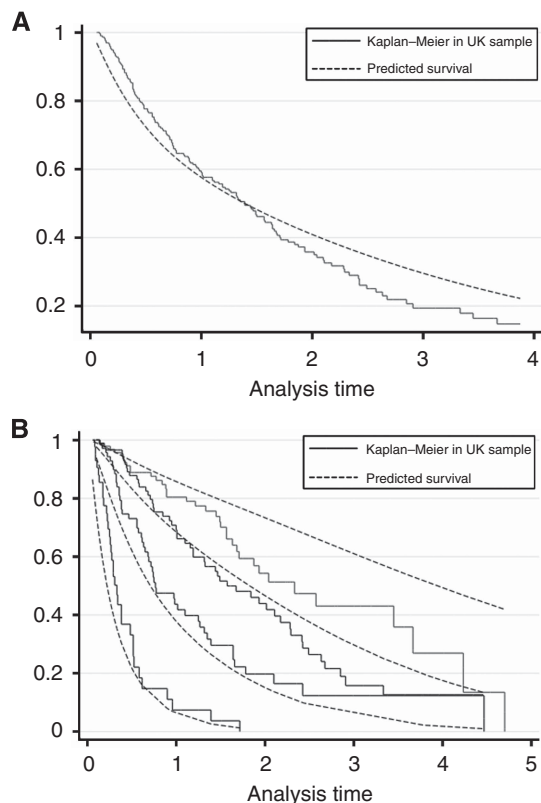 A
1
0.8
0.6
0.4
0.2
0 1 2 3 4
Analysis time
Kaplan–Meier in UK sample
Predicted survival
B
1
0.8
0.6
0.4
0.2
0
0 1 2 3 4 5
Analysis time
Kaplan–Meier in UK sample
Predicted survival